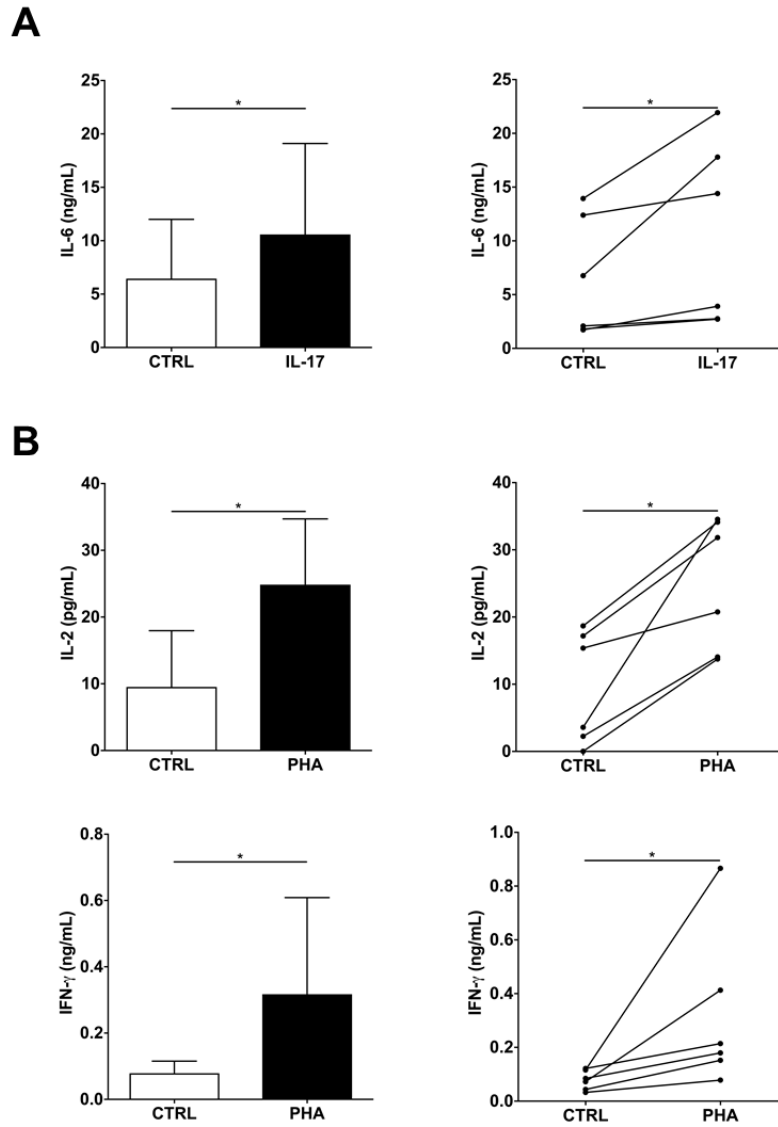 A
IL-6 (ng/mL)
25
20
15
10
5
0
*
CTRL
IL-17
IL-6 (ng/mL)
25
20
15
10
5
0
*
CTRL
IL-17
B
IL-2 (pg/mL)
40
30
20
10
0
*
CTRL
PHA
IL-2 (pg/mL)
40
30
20
10
0
*
CTRL
PHA
IFN-γ (ng/mL)
0.8
0.6
0.4
0.2
0.0
*
CTRL
PHA
IFN-γ (ng/mL)
1.0
0.8
0.6
0.4
0.2
0.0
*
CTRL
PHA